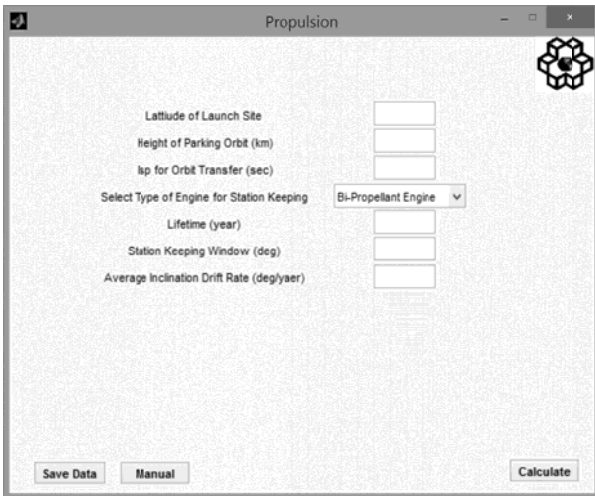 Propulsion
Lattiude of Launch Site
Height of Parking Orbit (km)
Isp for Orbit Transfer (sec)
Select Type of Engine for Station Keeping Bi-Propellant Engine
Lifetime (year)
Station Keeping Window (deg)
Average Inclination Drift Rate (deg/yaer)
Save Data Manual Calculate